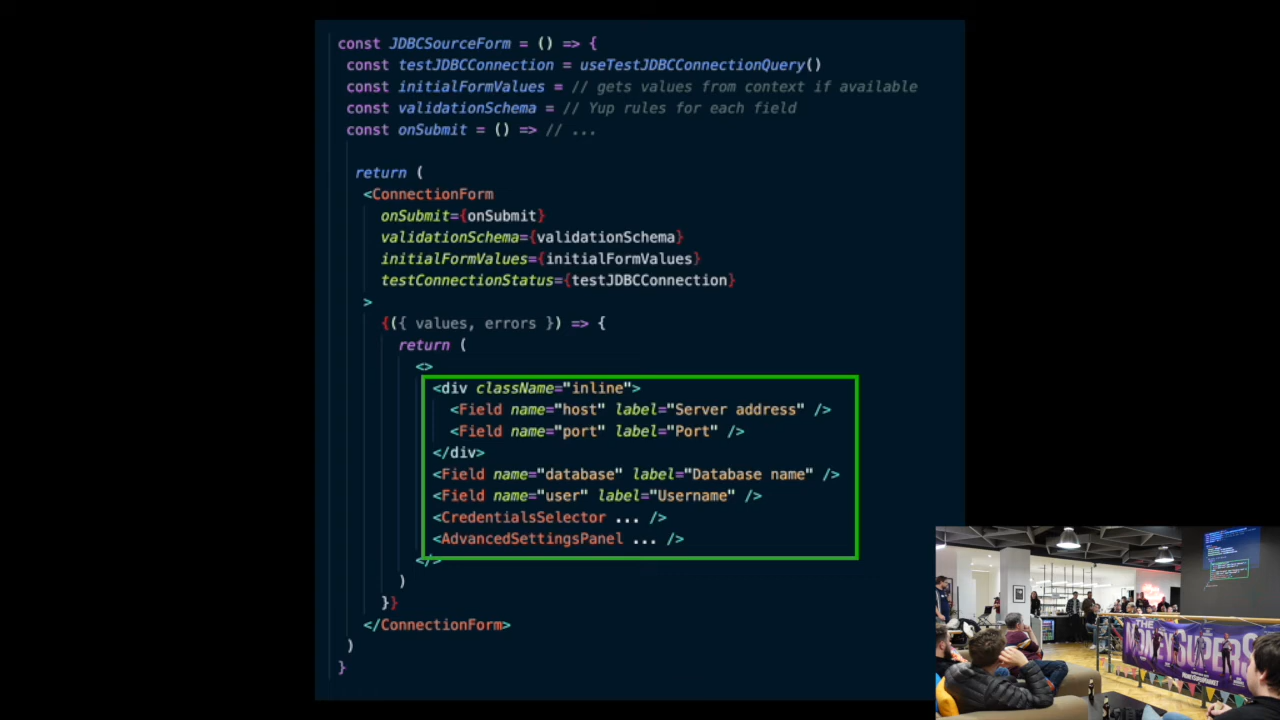 const JDBCSourceForm = () => {
const testJDBCConnection = useTestJDBCConnectionQuery()
const initialFormValues = // gets values from context if available
const validationSchema = // Yup rules for each field
const onSubmit = () => // ...
return (
<ConnectionForm
onSubmit={onSubmit}
validationSchema={validationSchema}
initialFormValues={initialFormValues}
testConnectionStatus={testJDBCConnection}
>
{({ values, errors }) => {
return (
<>
<div className="inline">
<Field name="host" label="Server address" />
<Field name="port" label="Port" />
</div>
<Field name="database" label="Database name" />
<Field name="user" label="Username" />
<CredentialsSelector ... />
<AdvancedSettingsPanel ... />
</>
)
}}
</ConnectionForm>
)
}
THE
MONEYSUPERS